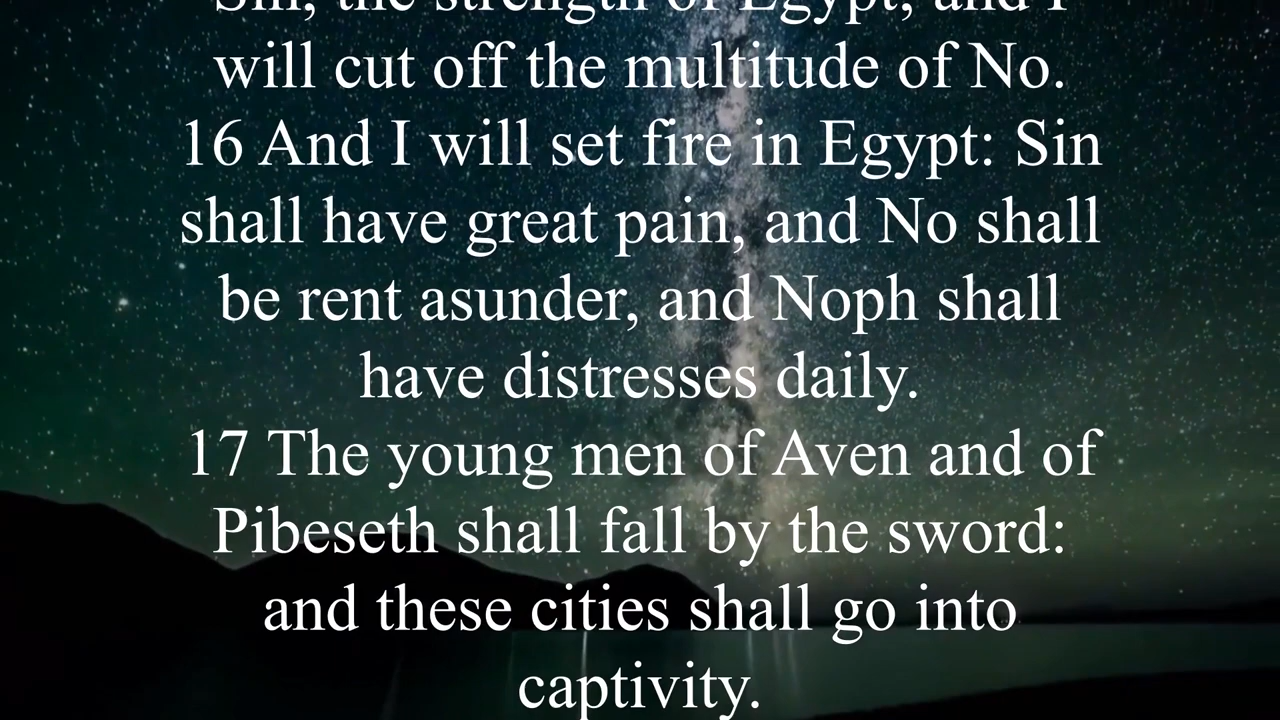 Sin, the strength of Egypt; and I
will cut off the multitude of No.
16 And I will set fire in Egypt: Sin
shall have great pain, and No shall
be rent asunder, and Noph shall
have distresses daily.
17 The young men of Aven and of
Pibeseth shall fall by the sword:
and these cities shall go into
captivity.